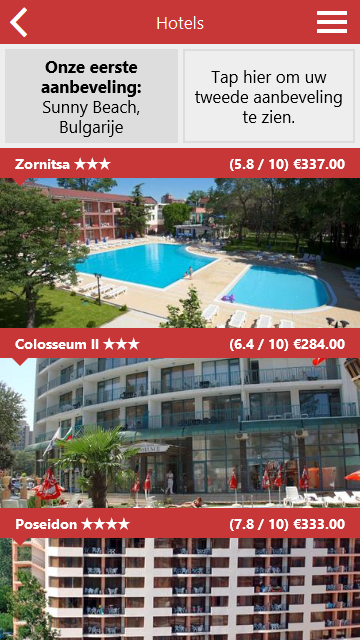 Hotels
Onze eerste
aanbeveling:
Sunny Beach,
Bulgarije
Tap hier om uw
tweede aanbeveling
te zien.
Zornitsa ★★★ (5.8 / 10) €337.00
Colosseum II ★★★ (6.4 / 10) €284.00
Poseidon ★★★★ (7.8 / 10) €333.00